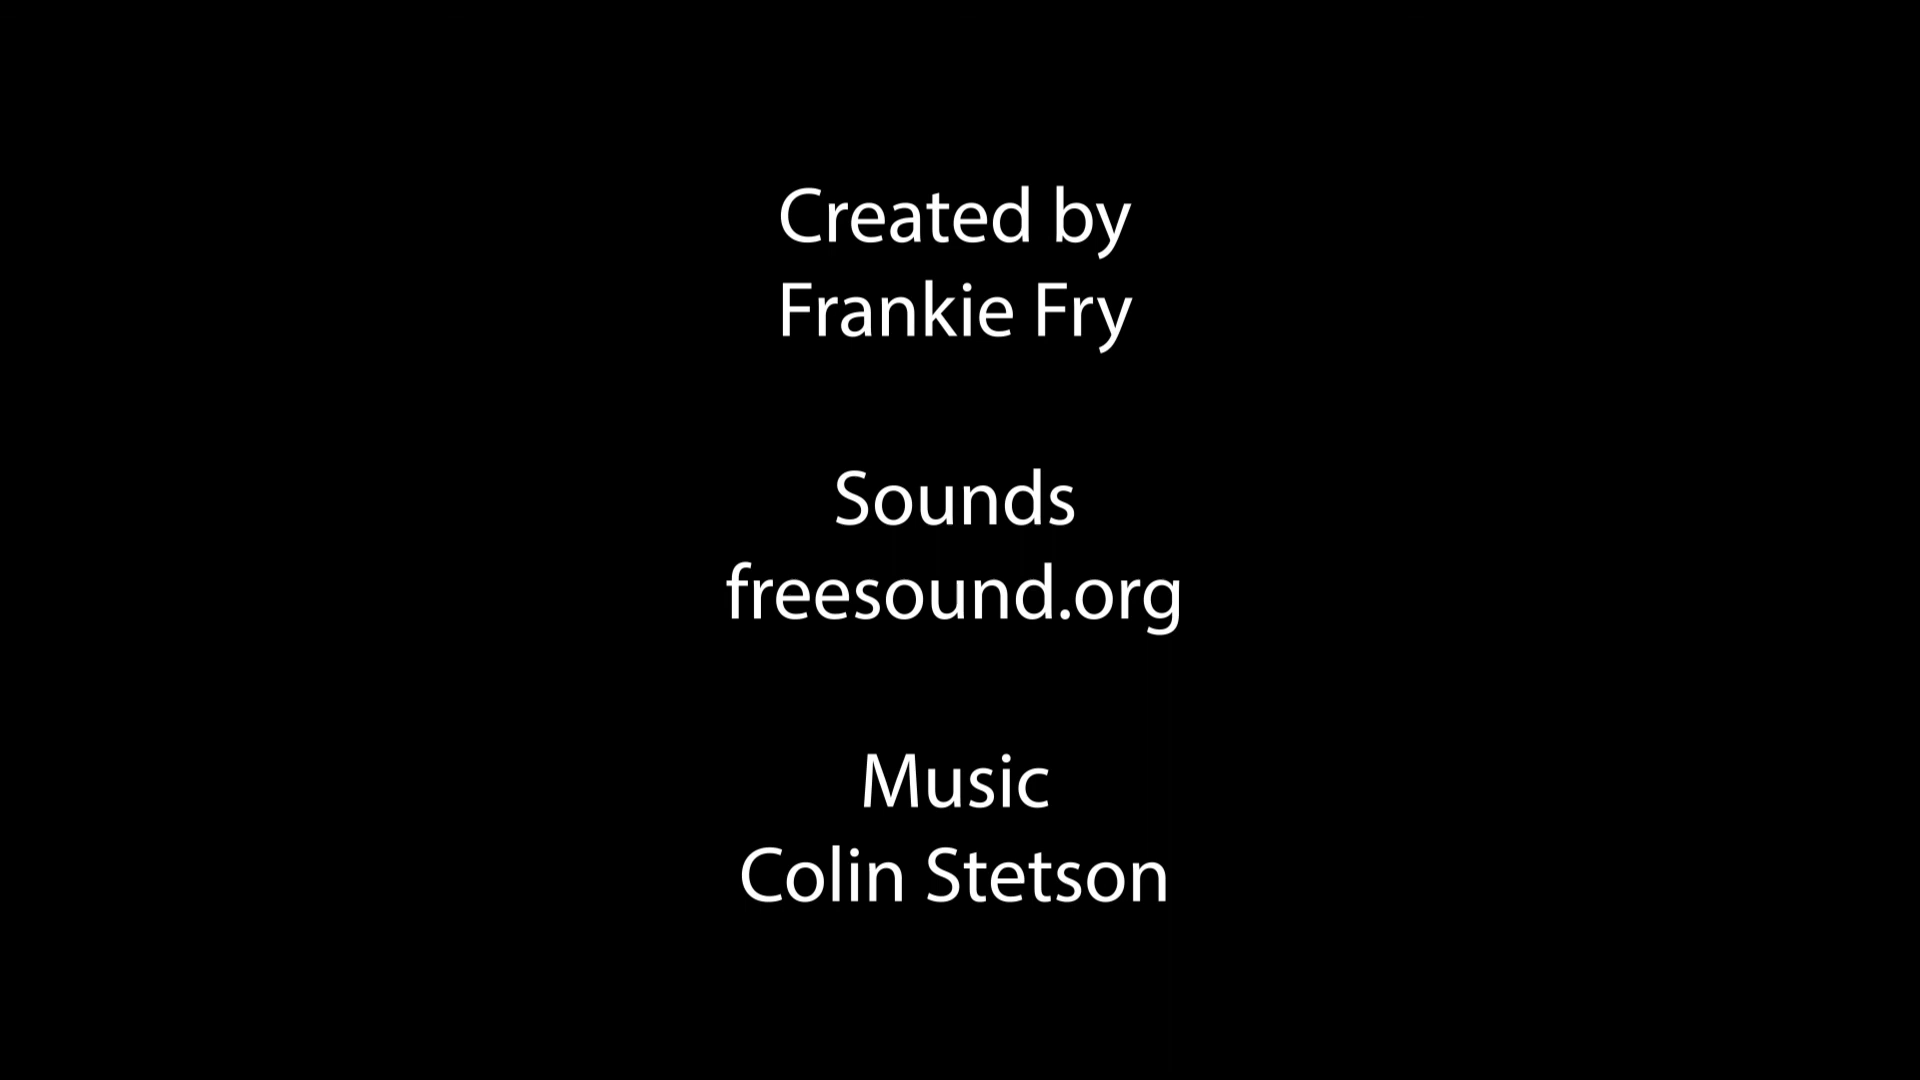 Created by
Frankie Fry
Sounds
freesound.org
Music
Colin Stetson